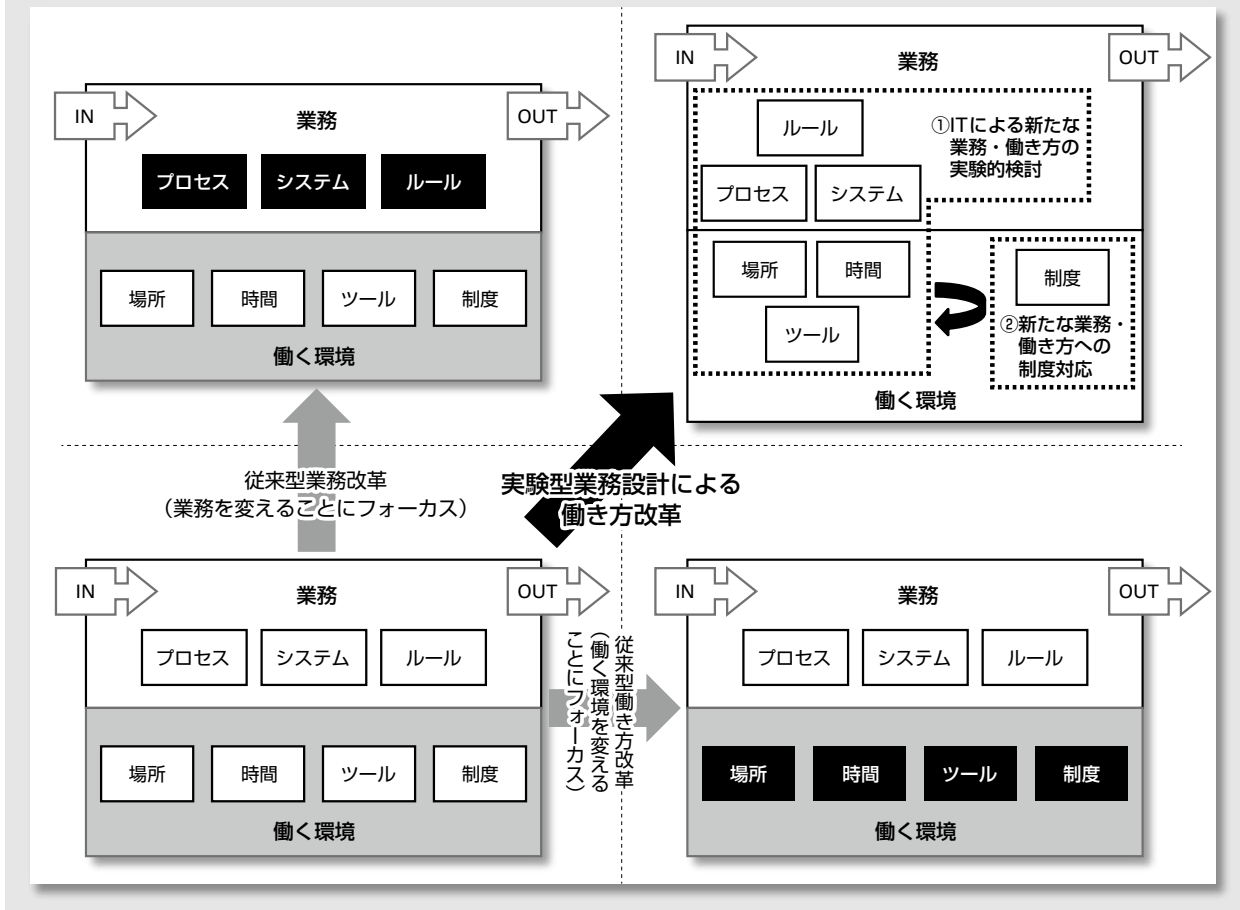 IN
業務
OUT
プロセス
システム
ルール
場所
時間
ツール
制度
働く環境
IN
業務
OUT
ルール
プロセス
システム
①ITによる新たな
業務・働き方の
実験的検討
場所
時間
ツール
制度
②新たな業務・
働き方への
制度対応
働く環境
従来型業務改革
（業務を変えることにフォーカス）
実験型業務設計による
働き方改革
IN
業務
OUT
プロセス
システム
ルール
場所
時間
ツール
制度
働く環境
従来型働き方改革
（働く環境を変える
ことにフォーカス）
IN
業務
OUT
プロセス
システム
ルール
場所
時間
ツール
制度
働く環境